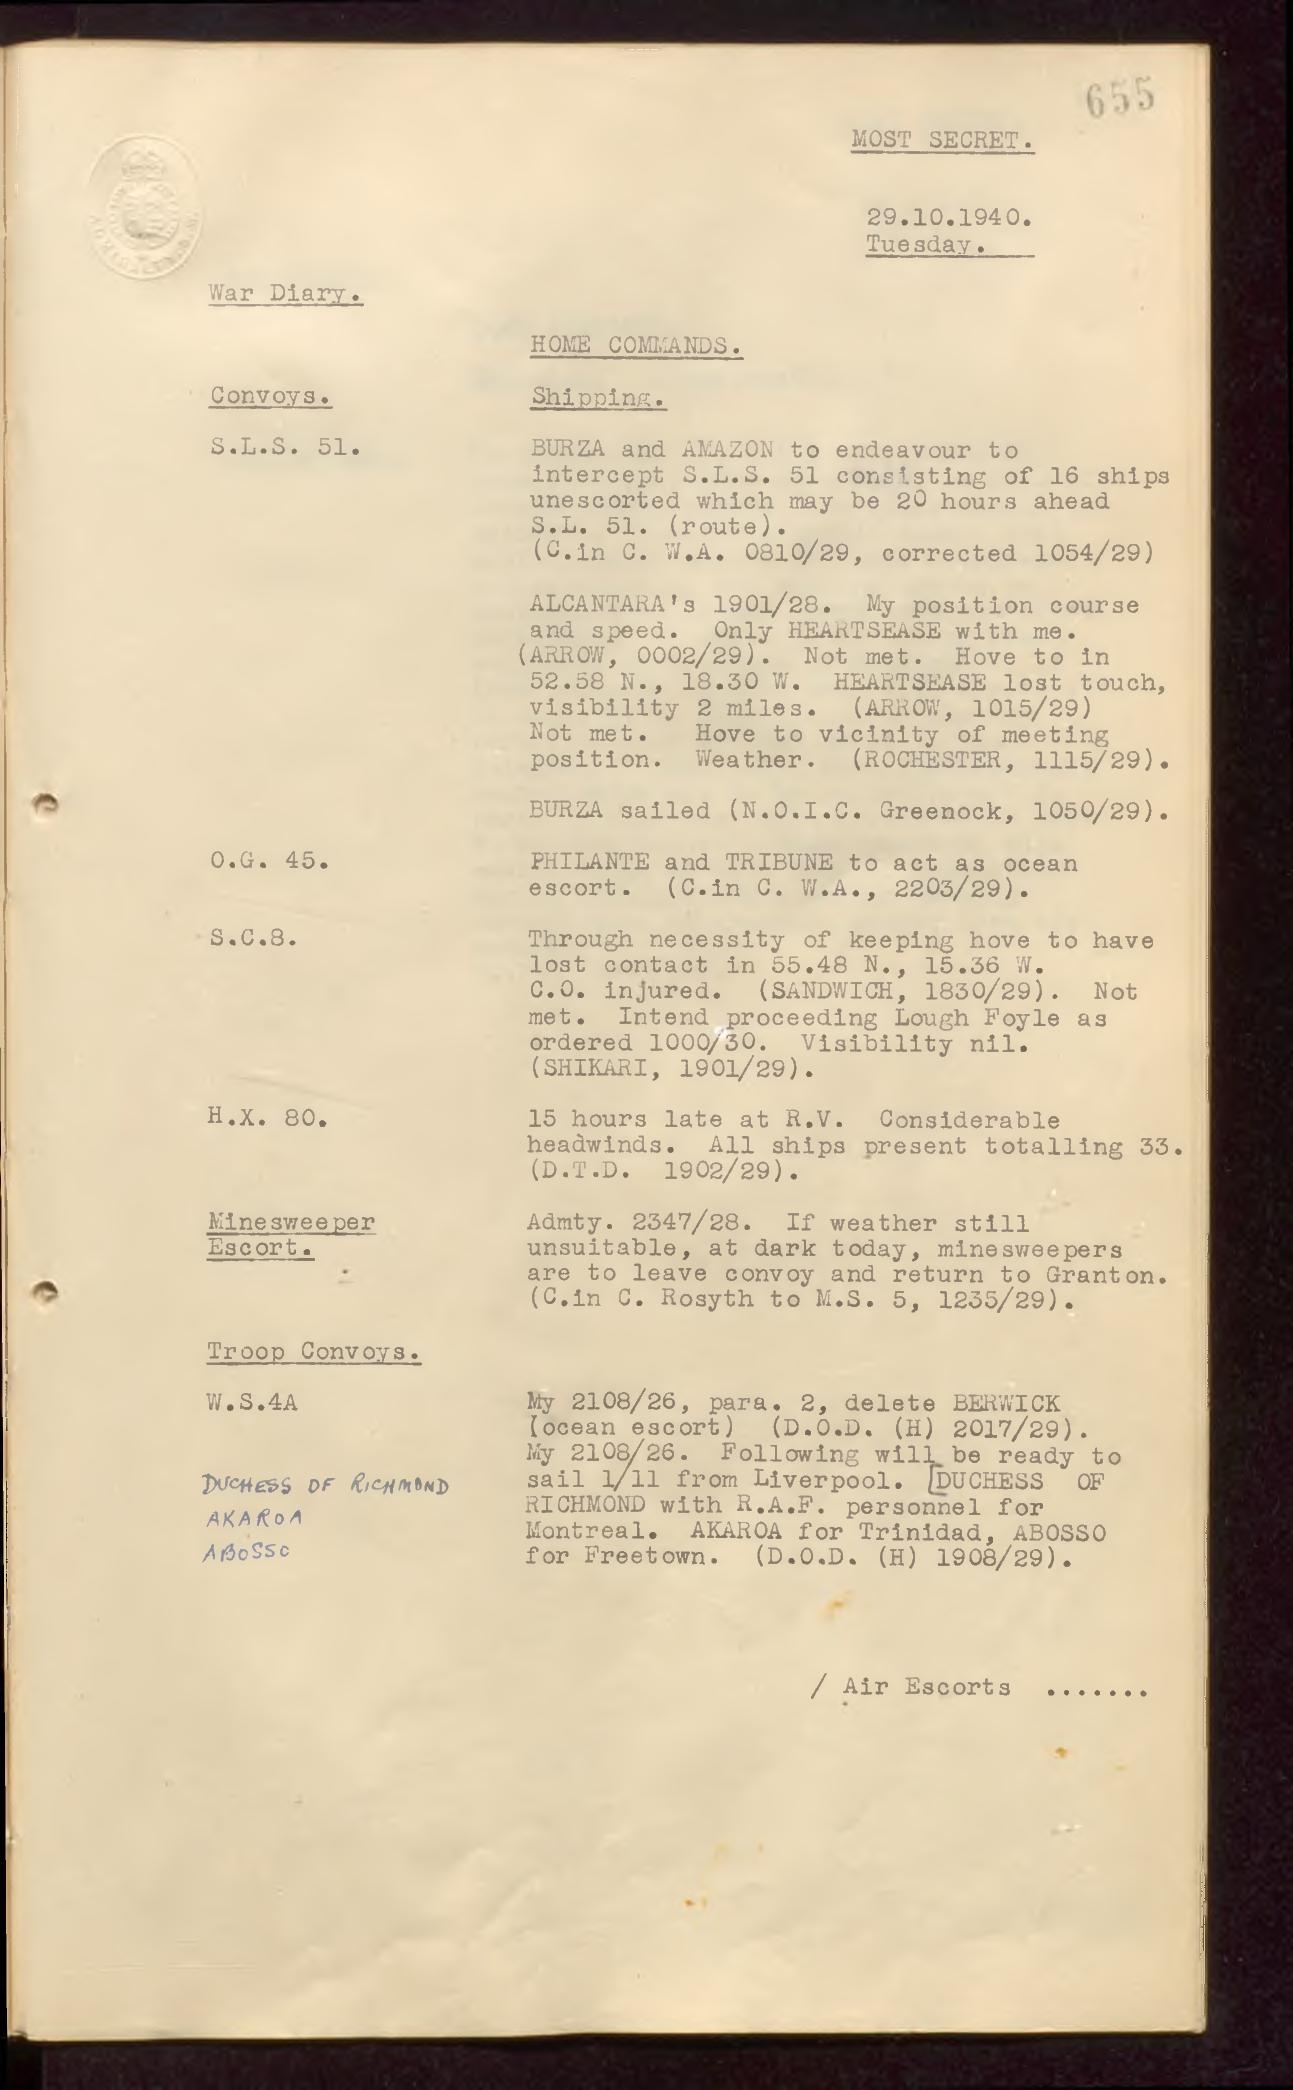 655
MOST SECRET.
29.10.1940.
Tuesday.
War Diary.
HOME COMMANDS.
Convoys.
Shipping.
S.L.S. 51.
BURZA and AMAZON to endeavour to
intercept S.L.S. 51 consisting of 16 ships
unescorted which may be 20 hours ahead
S.L. 51. (route).
(C.in C. W.A. 0810/29, corrected 1054/29)
ALCANTARA's 1901/28. My position course
and speed. Only HEARTSEASE with me.
(ARROW, 0002/29). Not met. Hove to in
52.58 N., 18.30 W. HEARTSEASE lost touch,
visibility 2 miles. (ARROW, 1015/29)
Not met. Hove to vicinity of meeting
position. Weather. (ROCHESTER, 1115/29).
BURZA sailed (N.O.I.C. Greenock, 1050/29).
O.G. 45.
PHILANTE and TRIBUNE to act as ocean
escort. (C.in C. W.A., 2203/29).
S.C.8.
Through necessity of keeping hove to have
lost contact in 55.48 N., 15.36 W.
C.O. injured. (SANDWICH, 1830/29). Not
met. Intend proceeding Lough Foyle as
ordered 1000/30. Visibility nil.
(SHIKARI, 1901/29).
H.X. 80.
15 hours late at R.V. Considerable
headwinds. All ships present totalling 33.
(D.T.D. 1902/29).
Minesweeper
Escort.
Admty. 2347/28. If weather still
unsuitable, at dark today, minesweepers
are to leave convoy and return to Granton.
(C.in C. Rosyth to M.S. 5, 1235/29).
Troop Convoys.
W.S.4A
My 2108/26, para. 2, delete BERWICK
(ocean escort) (D.O.D. (H) 2017/29).
My 2108/26. Following will be ready to
sail 1/11 from Liverpool. [DUCHESS OF
RICHMOND with R.A.F. personnel for
Montreal. AKAROA for Trinidad, ABOSSO
for Freetown. (D.O.D. (H) 1908/29).
DUCHESS OF RICHMOND
AKAROA
ABOSSO
/ Air Escorts .......